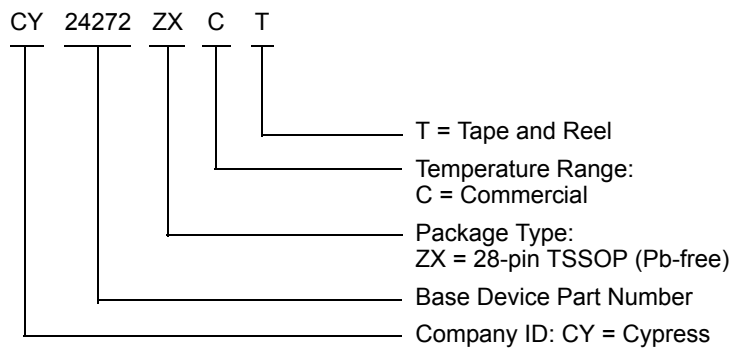 CY 24272 ZX C T
T = Tape and Reel
Temperature Range:
C = Commercial
Package Type:
ZX = 28-pin TSSOP (Pb-free)
Base Device Part Number
Company ID: CY = Cypress